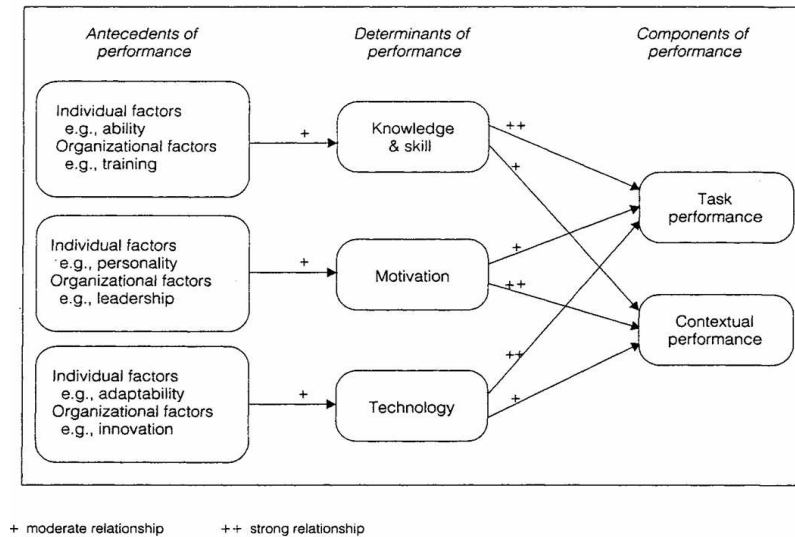 Antecedents of
performance
Determinants of
performance
Components of
performance
Individual factors
e.g., ability
Organizational factors
e.g., training
+
Knowledge
& skill
++
+
Task
performance
Individual factors
e.g., personality
Organizational factors
e.g., leadership
+
Motivation
+
++
Contextual
performance
Individual factors
e.g., adaptability
Organizational factors
e.g., innovation
+
Technology
++
+
+ moderate relationship
++ strong relationship